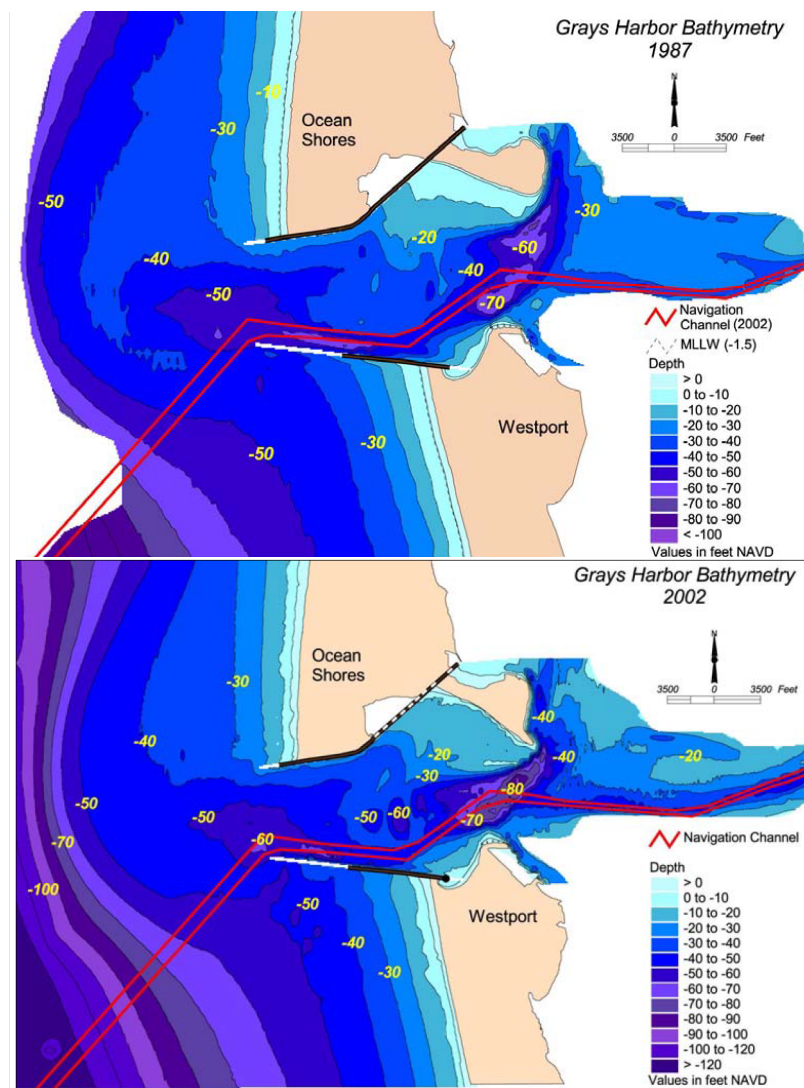 Grays Harbor Bathymetry
1987
N
3500 0 3500 Feet
Ocean
Shores
-10
-30
-50
-20
-30
-60
-40
-40
-50
-70
Navigation
Channel (2002)
MLLW (-1.5)
Depth
> 0
0 to -10
-10 to -20
-20 to -30
-30 to -40
-40 to -50
-50 to -60
-60 to -70
-70 to -80
-80 to -90
< -100
Values in feet NAVD
Westport
-30
-50
Grays Harbor Bathymetry
2002
N
3500 0 3500 Feet
Ocean
Shores
-30
-40
-40
-20
-40
-20
-30
-80
-50
-50
-50
-60
-70
-60
-70
-100
Navigation Channel
Depth
> 0
0 to -10
-10 to -20
-20 to -30
-30 to -40
-40 to -50
-50 to -60
-60 to -70
-70 to -80
-80 to -90
-90 to -100
-100 to -120
> -120
Values in feet NAVD
Westport
-50
-40
-30